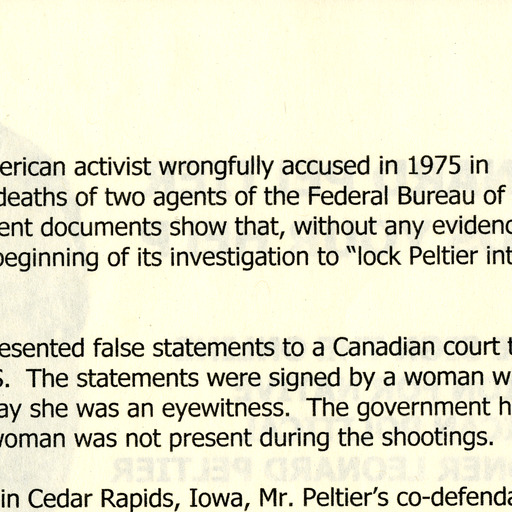 erican activist wrongfully accused in 1975 in
deaths of two agents of the Federal Bureau of
ent documents show that, without any evidenc
beginning of its investigation to “lock Peltier int
esented false statements to a Canadian court t
S. The statements were signed by a woman w
ay she was an eyewitness. The government h
woman was not present during the shootings.
in Cedar Rapids, Iowa, Mr. Peltier’s co-defenda